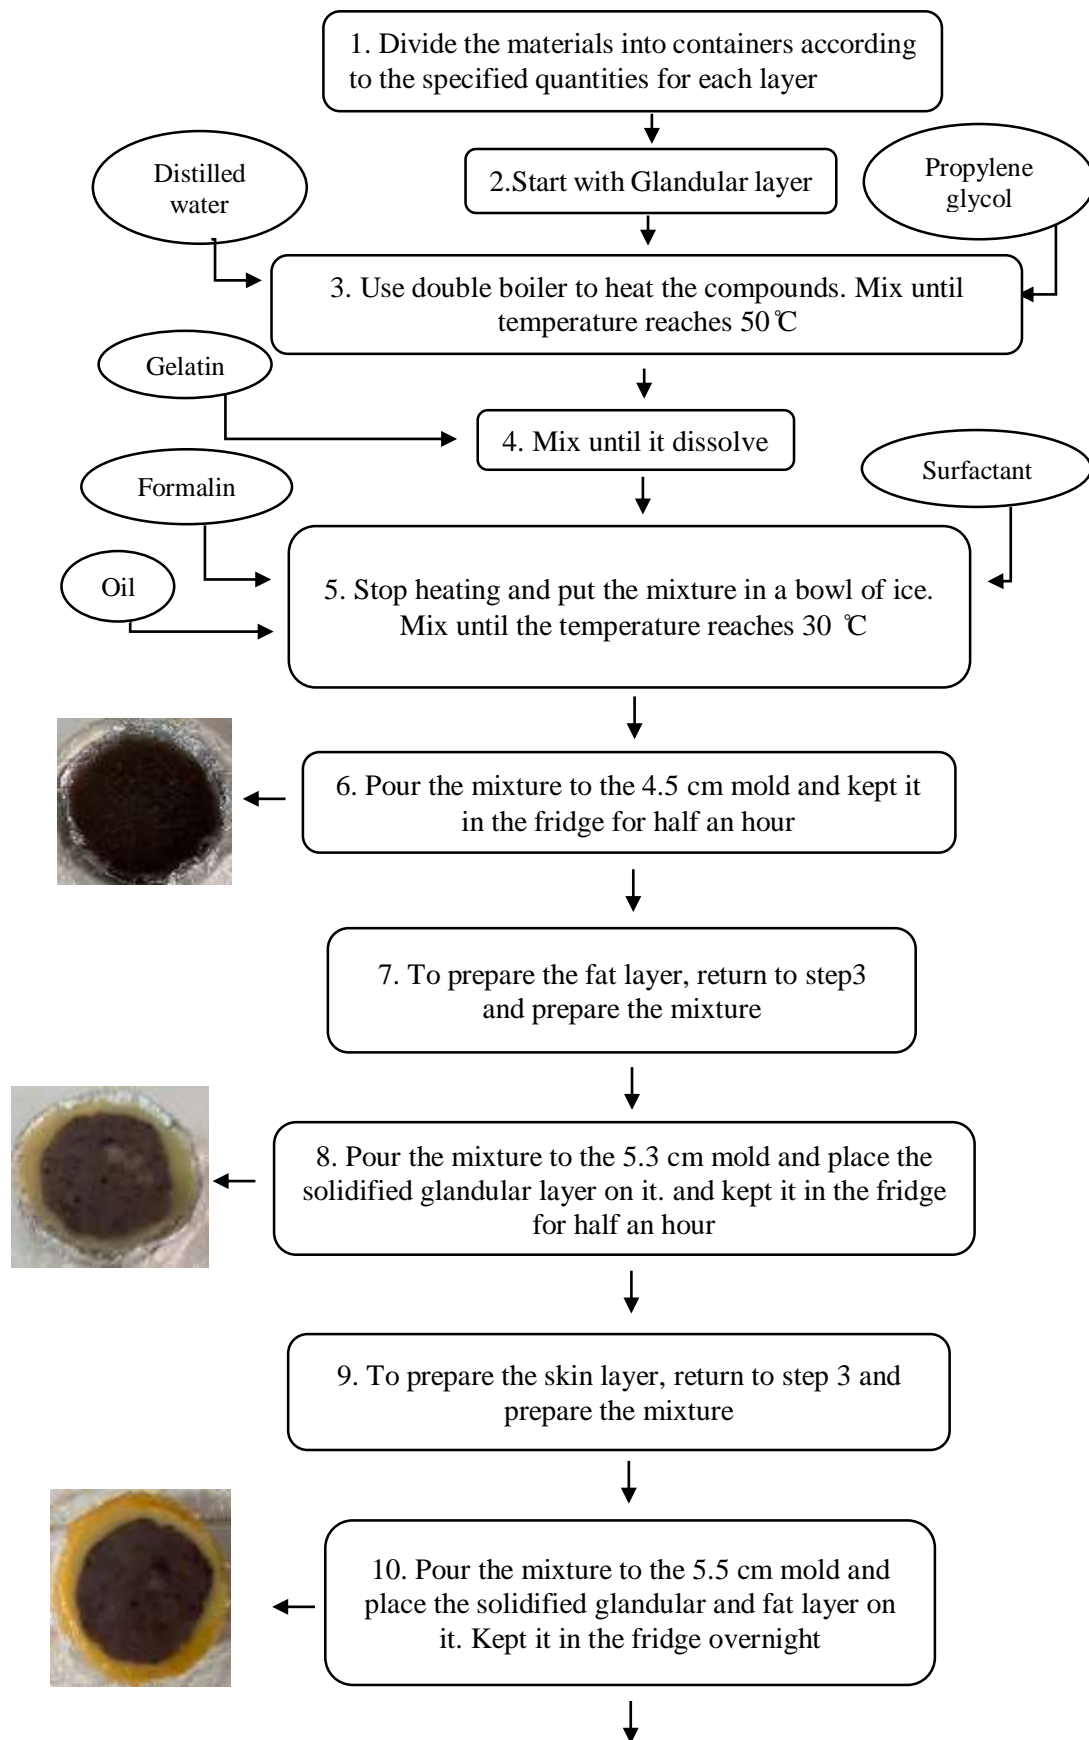 1. Divide the materials into containers according
to the specified quantities for each layer
Distilled
water
2.Start with Glandular layer
Propylene
glycol
3. Use double boiler to heat the compounds. Mix until
temperature reaches 50℃
Gelatin
4. Mix until it dissolve
Formalin
Surfactant
Oil
5. Stop heating and put the mixture in a bowl of ice.
Mix until the temperature reaches 30 ℃
6. Pour the mixture to the 4.5 cm mold and kept it
in the fridge for half an hour
7. To prepare the fat layer, return to step3
and prepare the mixture
8. Pour the mixture to the 5.3 cm mold and place the
solidified glandular layer on it. and kept it in the fridge
for half an hour
9. To prepare the skin layer, return to step 3 and
prepare the mixture
10. Pour the mixture to the 5.5 cm mold and
place the solidified glandular and fat layer on
it. Kept it in the fridge overnight